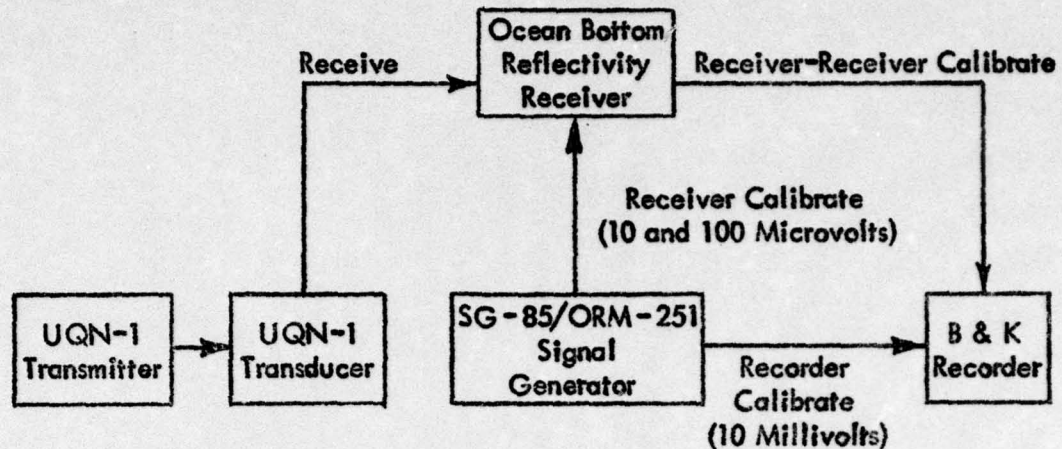 Ocean Bottom
Reflectivity
Receiver
Receive
Receiver-Receiver Calibrate
Receiver Calibrate
(10 and 100 Microvolts)
UQN-1
Transmitter
UQN-1
Transducer
SG-85/ORM-251
Signal
Generator
B & K
Recorder
Recorder
Calibrate
(10 Millivolts)